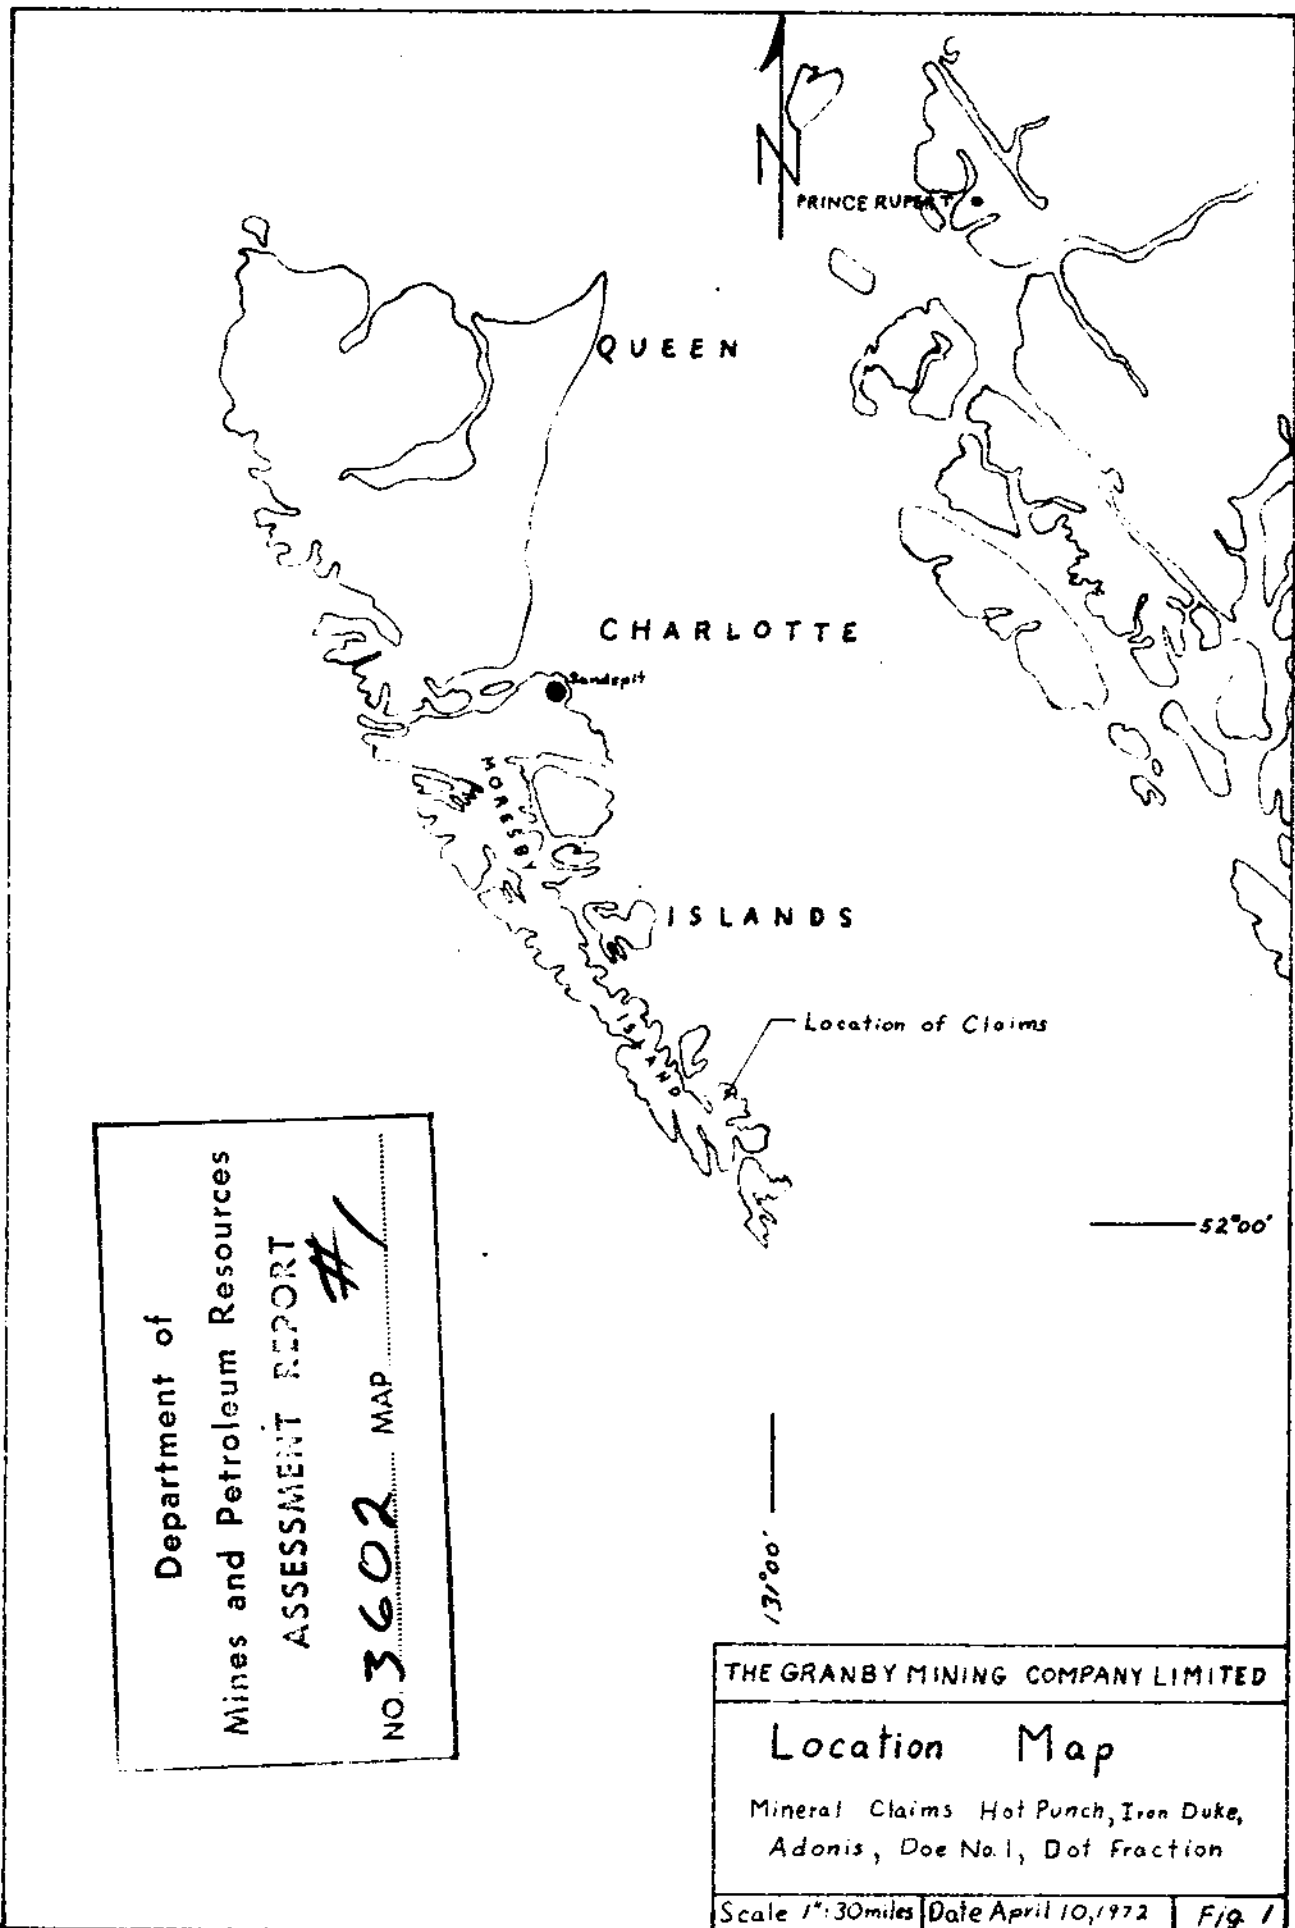 N
PRINCE RUPERT
QUEEN
CHARLOTTE
Sandspit
MORESBY
ISLANDS
ISLAND
Location of Claims
52°00'
131°00'
Department of
Mines and Petroleum Resources
ASSESSMENT REPORT
NO. 3602 MAP #1
THE GRANBY MINING COMPANY LIMITED
Location Map
Mineral Claims Hot Punch, Iron Duke,
Adonis, Doe No. 1, Dot Fraction
Scale 1": 30miles Date April 10, 1972 Fig. 1